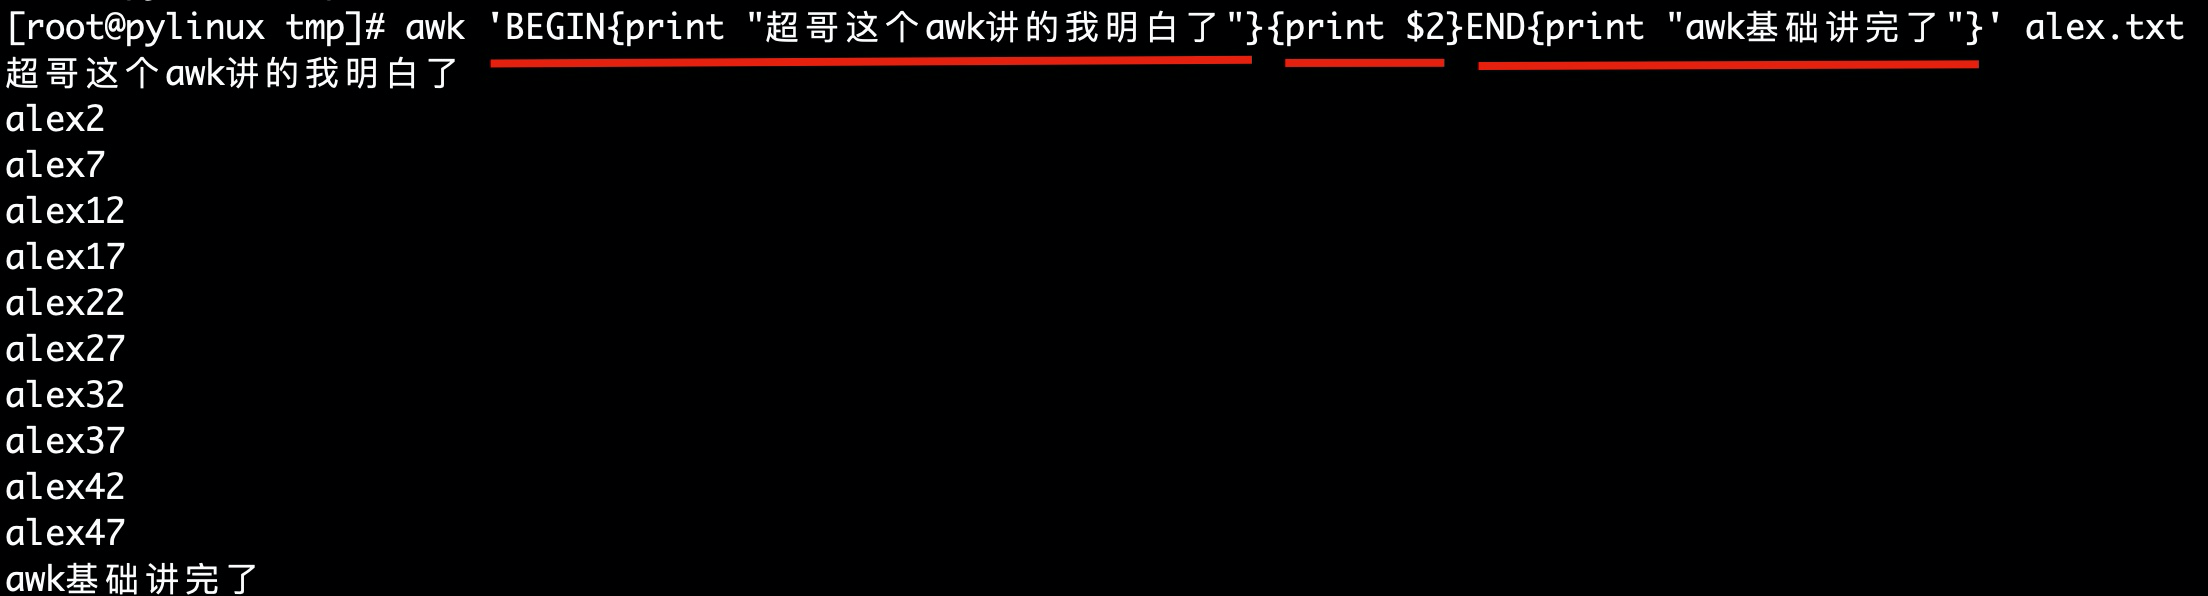 [root@pylinux tmp]# awk 'BEGIN{print "超哥这个awk讲的我明白了"}{print $2}END{print "awk基础讲完了"}' alex.txt
超哥这个awk讲的我明白了
alex2
alex7
alex12
alex17
alex22
alex27
alex32
alex37
alex42
alex47
awk基础讲完了